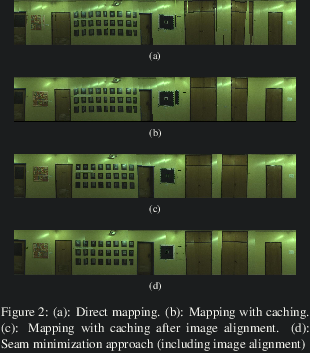 (a)
(b)
(c)
(d)
Figure 2: (a): Direct mapping. (b): Mapping with caching.
(c): Mapping with caching after image alignment. (d):
Seam minimization approach (including image alignment)